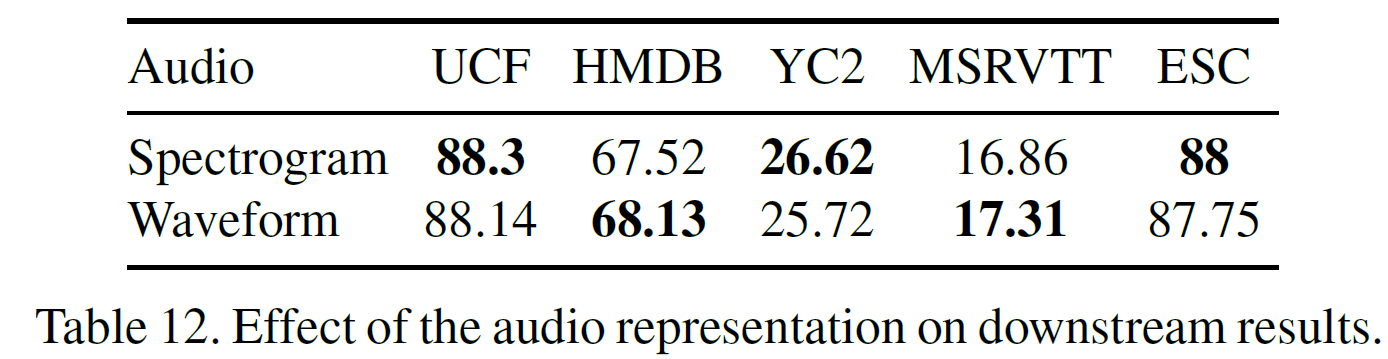 Audio UCF HMDB YC2 MSRVTT ESC
Spectrogram 88.3 67.52 26.62 16.86 88
Waveform 88.14 68.13 25.72 17.31 87.75
Table 12. Effect of the audio representation on downstream results.